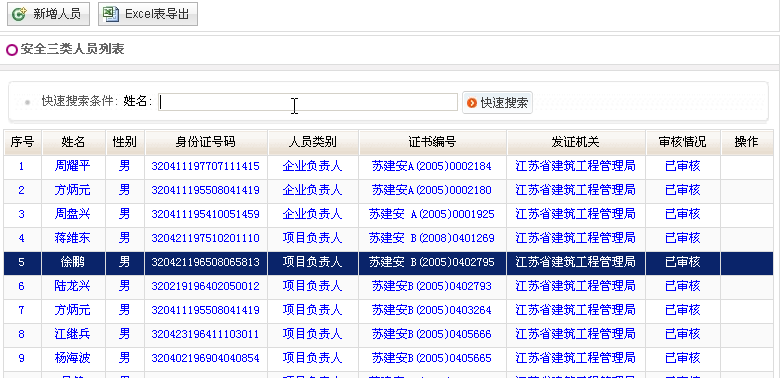 新增人员 Excel表导出
安全三类人员列表
快速搜索条件: 姓名: 快速搜索
序号 姓名 性别 身份证号码 人员类别 证书编号 发证机关 审核情况 操作
1 周耀平 男 320411197707111415 企业负责人 苏建安A(2005)0002184 江苏省建筑工程管理局 已审核
2 方炳元 男 320411195508041419 企业负责人 苏建安A(2005)0002180 江苏省建筑工程管理局 已审核
3 周盘兴 男 320411195410051459 企业负责人 苏建安 A(2005)0001925 江苏省建筑工程管理局 已审核
4 蒋维东 男 320421197510201110 项目负责人 苏建安 B(2008)0401269 江苏省建筑工程管理局 已审核
5 徐鹏 男 320421196508065813 项目负责人 苏建安 B(2005)0402795 江苏省建筑工程管理局 已审核
6 陆龙兴 男 320219196402050012 项目负责人 苏建安B(2005)0402793 江苏省建筑工程管理局 已审核
7 方炳元 男 320411195508041419 项目负责人 苏建安B(2005)0403264 江苏省建筑工程管理局 已审核
8 江继兵 男 320423196411103011 项目负责人 苏建安B(2005)0405666 江苏省建筑工程管理局 已审核
9 杨海波 男 320402196904040854 项目负责人 苏建安B(2005)0405665 江苏省建筑工程管理局 已审核